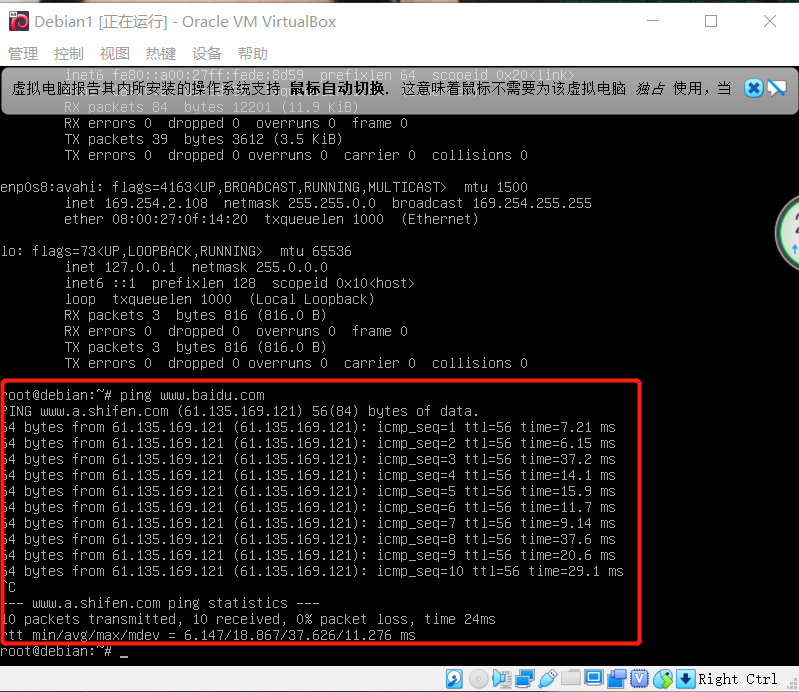 Debian1 [正在运行] - Oracle VM VirtualBox
管理 控制 视图 热键 设备 帮助
inet6 fe80::a00:27ff:fede:8d59 prefixlen 64 scopeid 0x20<link>
虚拟电脑报告其内所安装的操作系统支持 鼠标自动切换. 这意味着鼠标不需要为该虚拟电脑 独占 使用，当
RX packets 84 bytes 12201 (11.9 KiB)
RX errors 0 dropped 0 overruns 0 frame 0
TX packets 39 bytes 3612 (3.5 KiB)
TX errors 0 dropped 0 overruns 0 carrier 0 collisions 0
enp0s8:avahi: flags=4163<UP,BROADCAST,RUNNING,MULTICAST> mtu 1500
inet 169.254.2.108 netmask 255.255.0.0 broadcast 169.254.255.255
ether 08:00:27:0f:14:20 txqueuelen 1000 (Ethernet)
lo: flags=73<UP,LOOPBACK,RUNNING> mtu 65536
inet 127.0.0.1 netmask 255.0.0.0
inet6 ::1 prefixlen 128 scopeid 0x10<host>
loop txqueuelen 1000 (Local Loopback)
RX packets 3 bytes 816 (816.0 B)
RX errors 0 dropped 0 overruns 0 frame 0
TX packets 3 bytes 816 (816.0 B)
TX errors 0 dropped 0 overruns 0 carrier 0 collisions 0
root@debian:~# ping www.baidu.com
PING www.a.shifen.com (61.135.169.121) 56(84) bytes of data.
64 bytes from 61.135.169.121 (61.135.169.121): icmp_seq=1 ttl=56 time=7.21 ms
64 bytes from 61.135.169.121 (61.135.169.121): icmp_seq=2 ttl=56 time=6.15 ms
64 bytes from 61.135.169.121 (61.135.169.121): icmp_seq=3 ttl=56 time=37.2 ms
64 bytes from 61.135.169.121 (61.135.169.121): icmp_seq=4 ttl=56 time=14.1 ms
64 bytes from 61.135.169.121 (61.135.169.121): icmp_seq=5 ttl=56 time=15.9 ms
64 bytes from 61.135.169.121 (61.135.169.121): icmp_seq=6 ttl=56 time=11.7 ms
64 bytes from 61.135.169.121 (61.135.169.121): icmp_seq=7 ttl=56 time=9.14 ms
64 bytes from 61.135.169.121 (61.135.169.121): icmp_seq=8 ttl=56 time=37.6 ms
64 bytes from 61.135.169.121 (61.135.169.121): icmp_seq=9 ttl=56 time=20.6 ms
64 bytes from 61.135.169.121 (61.135.169.121): icmp_seq=10 ttl=56 time=29.1 ms
^C
--- www.a.shifen.com ping statistics ---
10 packets transmitted, 10 received, 0% packet loss, time 24ms
rtt min/avg/max/mdev = 6.147/18.867/37.626/11.276 ms
root@debian:~# _
Right Ctrl